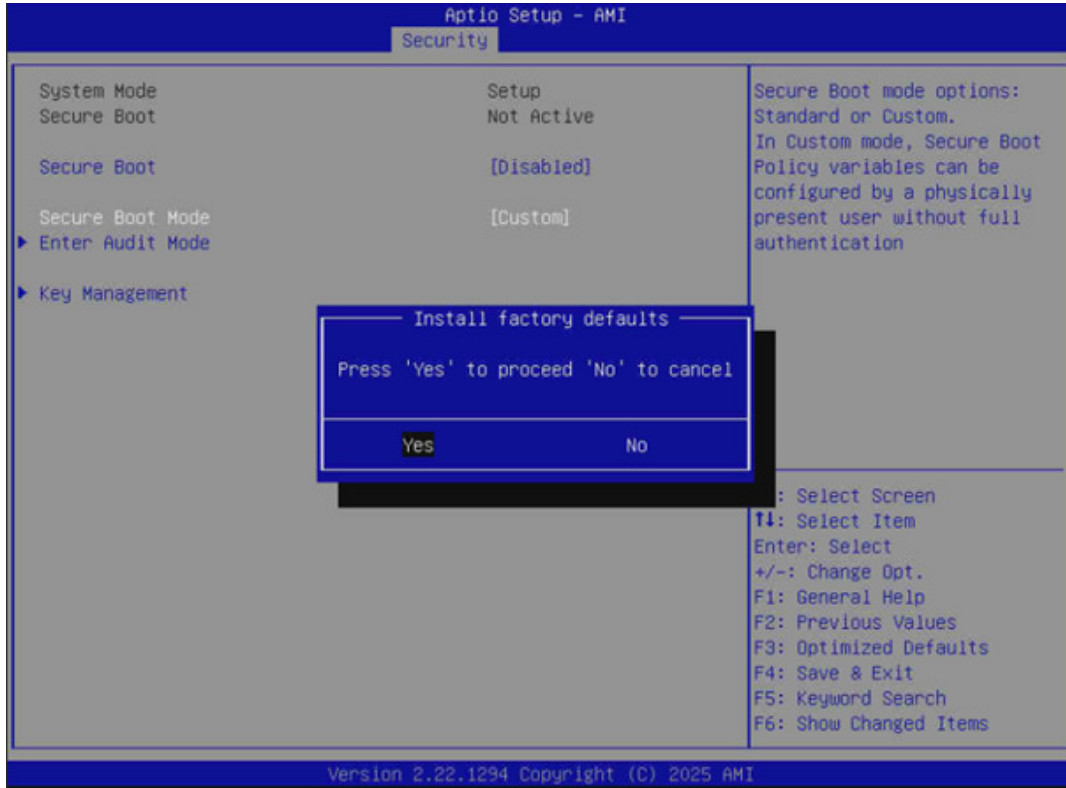 Aptio Setup - AMI
Security
System Mode Setup
Secure Boot Not Active
Secure Boot [Disabled]
Secure Boot Mode [Custom]
▶ Enter Audit Mode
▶ Key Management
Secure Boot mode options:
Standard or Custom.
In Custom mode, Secure Boot
Policy variables can be
configured by a physically
present user without full
authentication
Install factory defaults
Press 'Yes' to proceed 'No' to cancel
Yes No
: Select Screen
↑↓: Select Item
Enter: Select
+/-: Change Opt.
F1: General Help
F2: Previous Values
F3: Optimized Defaults
F4: Save & Exit
F5: Keyword Search
F6: Show Changed Items
Version 2.22.1294 Copyright (C) 2025 AMI